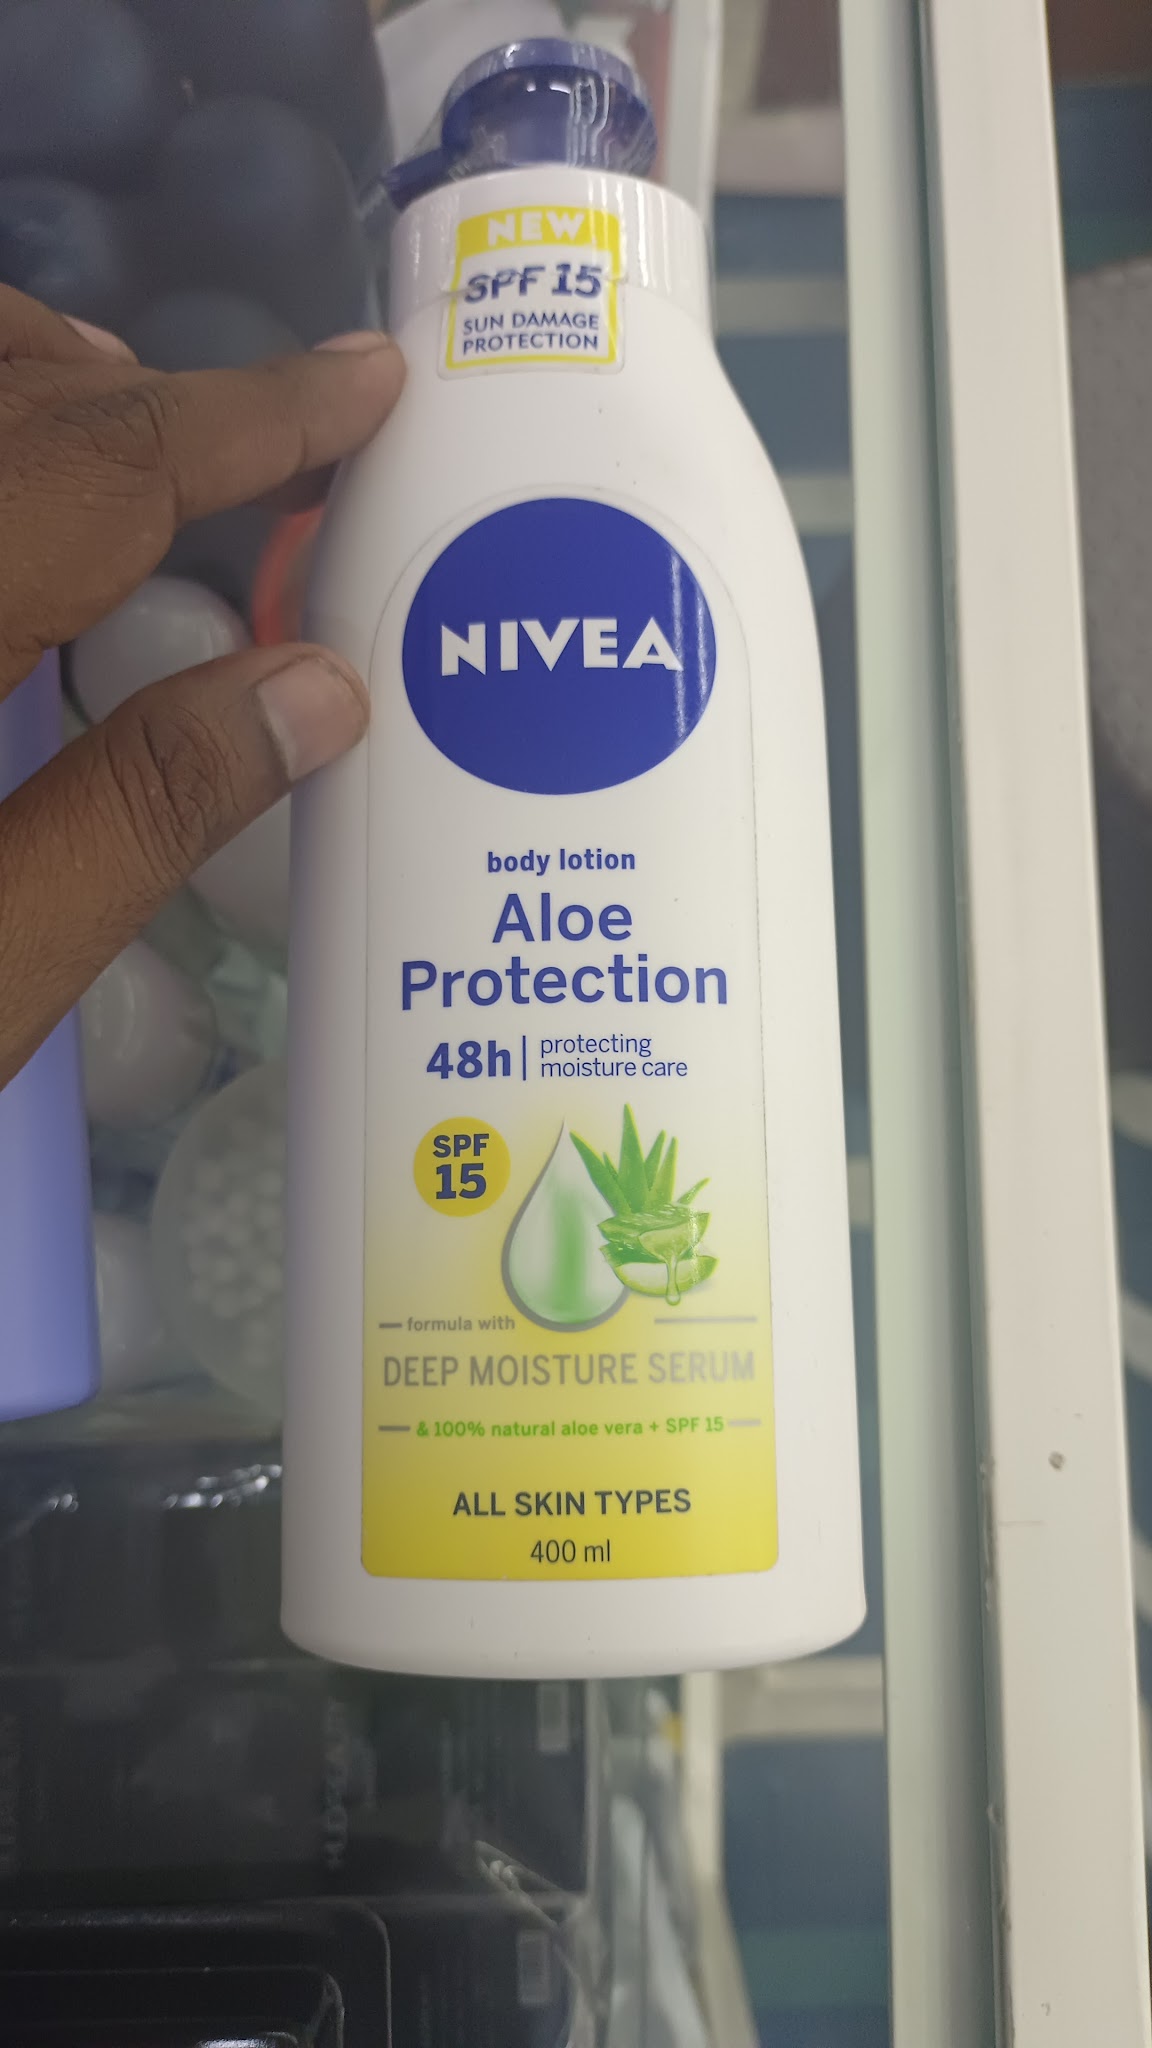 NEW
SPF 15
SUN DAMAGE
PROTECTION
NIVEA
body lotion
Aloe
Protection
48h
protecting
moisture care
SPF
15
formula with
DEEP MOISTURE SERUM
& 100% natural aloe vera + SPF 15
ALL SKIN TYPES
400 ml